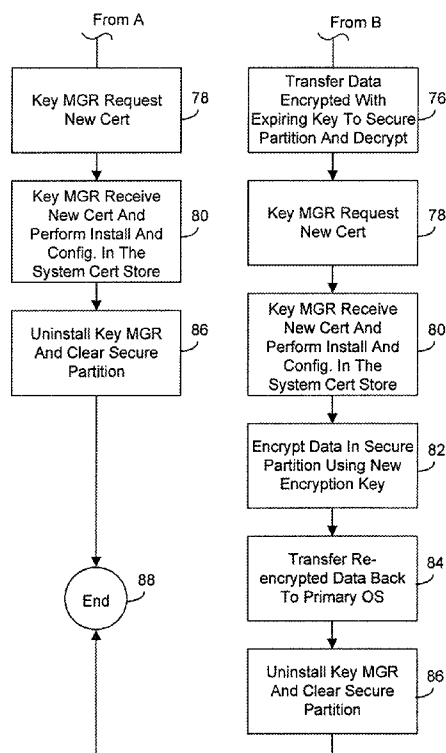 From A
Key MGR Request
New Cert
78
Key MGR Receive
New Cert And
Perform Install And
Config. In The
System Cert Store
80
Uninstall Key MGR
And Clear Secure
Partition
86
End
88
From B
Transfer Data
Encrypted With
Expiring Key To Secure
Partition And Decrypt
76
Key MGR Request
New Cert
78
Key MGR Receive
New Cert And
Perform Install And
Config. In The
System Cert Store
80
Encrypt Data In Secure
Partition Using New
Encryption Key
82
Transfer Re-
encrypted Data Back
To Primary OS
84
Uninstall Key MGR
And Clear Secure
Partition
86